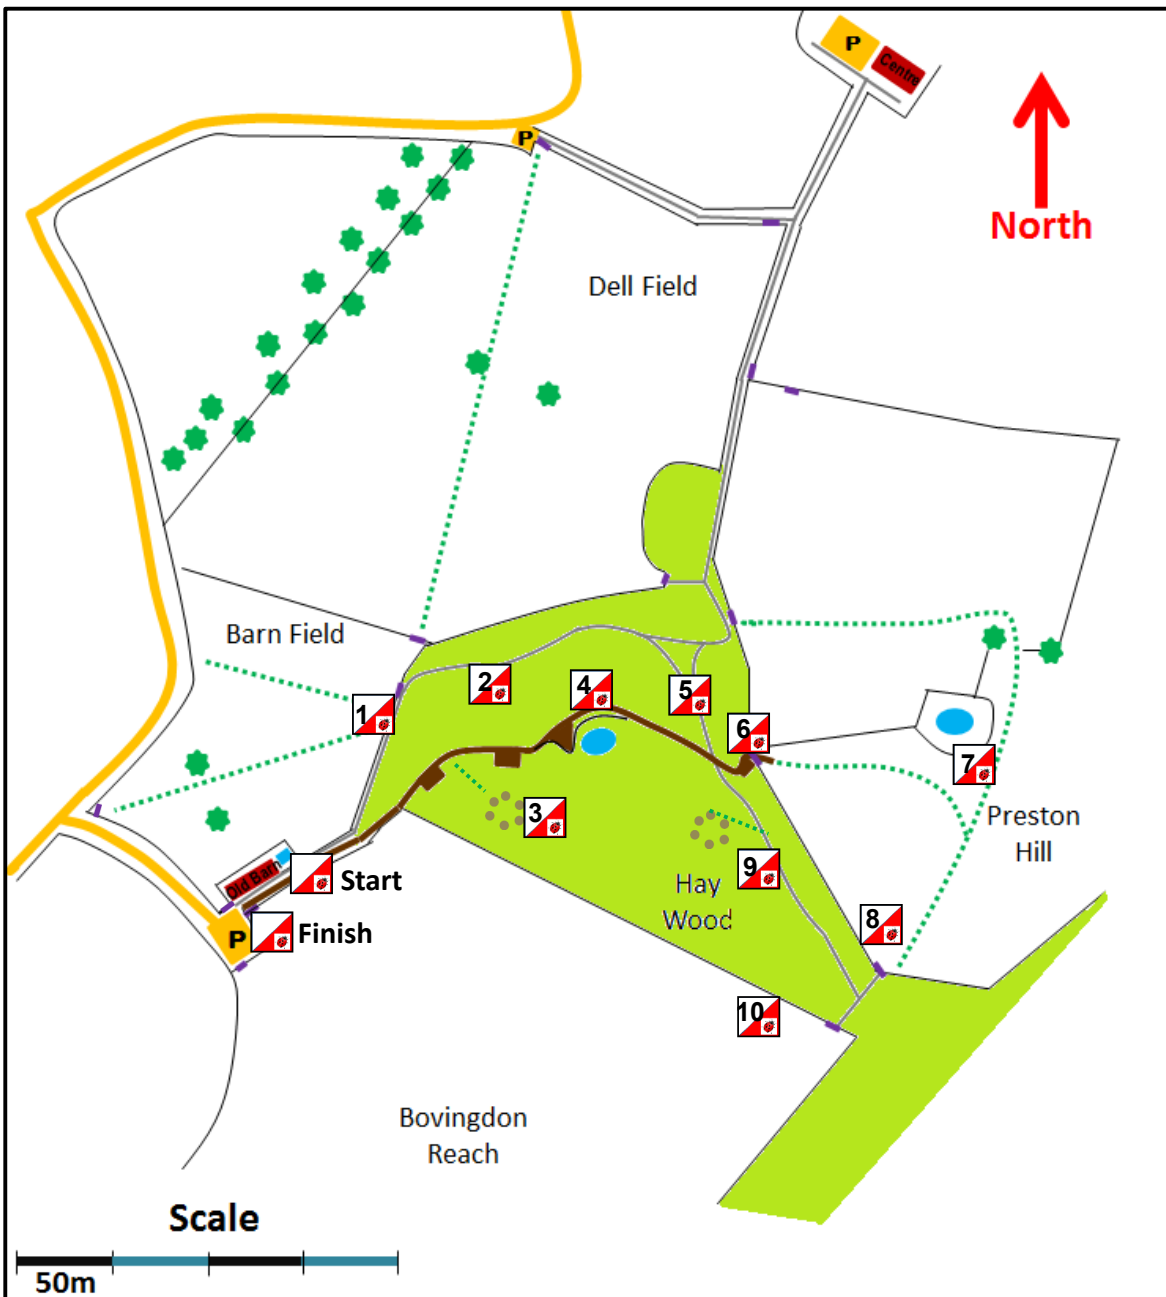 P
Centre
North
P
Dell Field
Barn Field
1
2
4
5
6
7
3
Preston
Hill
9
Hay
Wood
8
Old Barn
Start
P
Finish
10
Bovingdon
Reach
Scale
50m